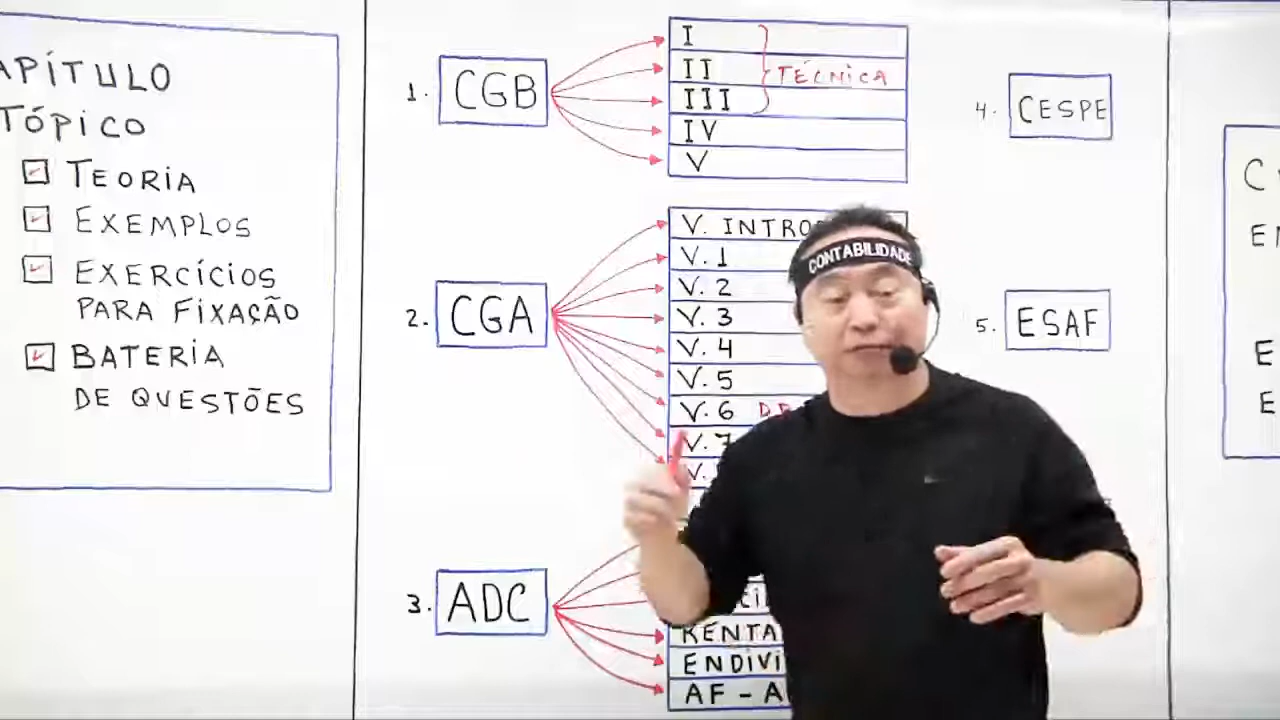 APÍTULO
TÓPICO
TEORIA
EXEMPLOS
EXERCÍCIOS
PARA FIXAÇÃO
BATERIA
DE QUESTÕES
1. CGB
I
II
III
TÉCNICA
IV
V
2. CGA
V. INTRO
V. 1
V. 2
V. 3
V. 4
V. 5
V. 6
V. 7
V.
3. ADC
RENTA
ENDIVI
AF - A
CONTABILIDADE
4. CESPE
5. ESAF
C
E
E